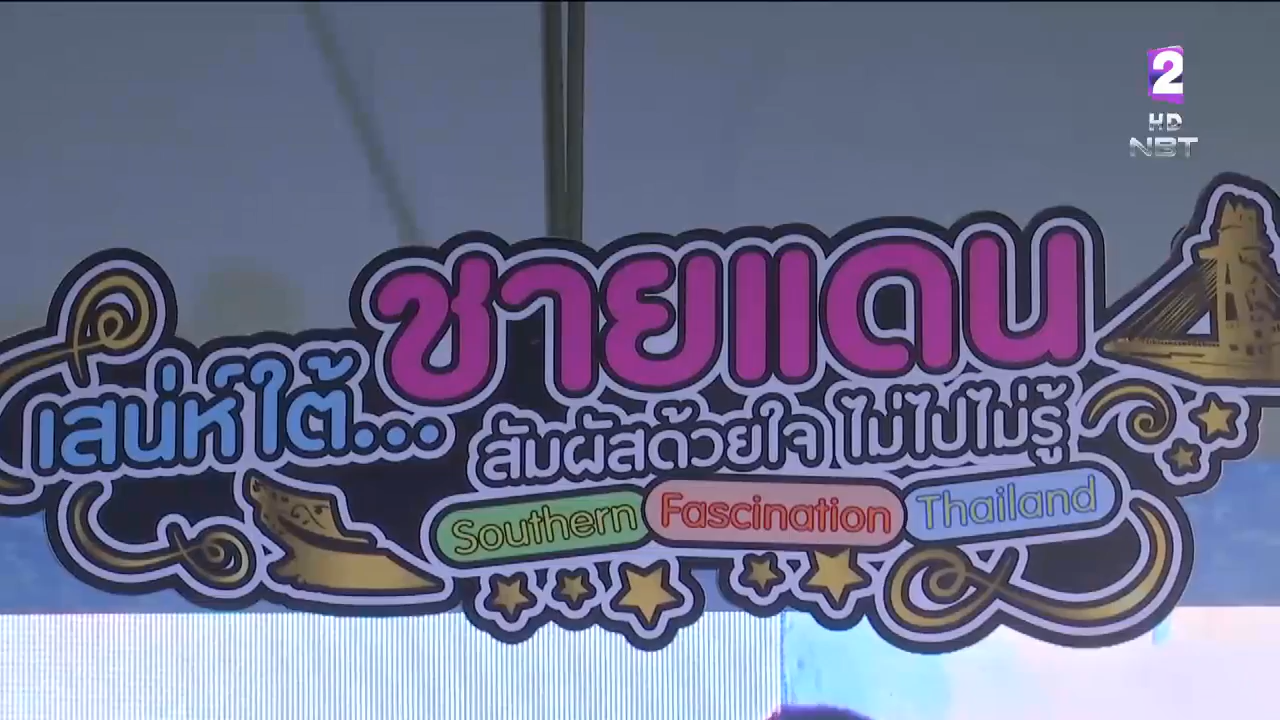 2
HD
NBT
ชายแดน
เสน่ห์ใต้...
สัมผัสด้วยใจ ไม่ไปไม่รู้
Southern Fascination Thailand